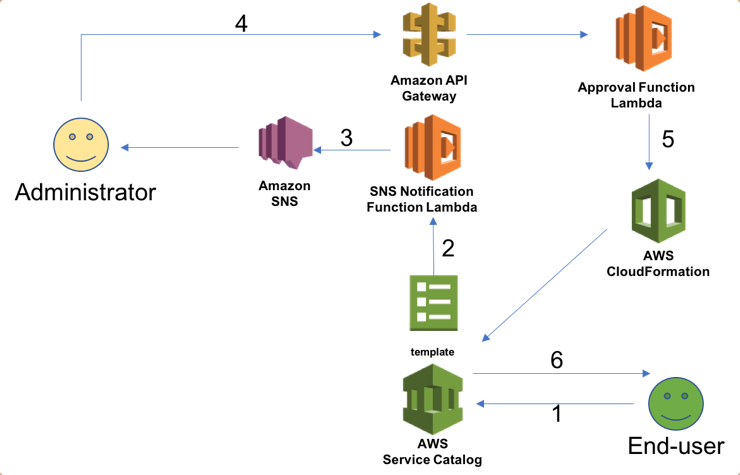 4
Amazon API
Gateway
Approval Function
Lambda
3
5
Administrator
Amazon
SNS
SNS Notification
Function Lambda
2
AWS
CloudFormation
template
6
1
AWS
Service Catalog
End-user